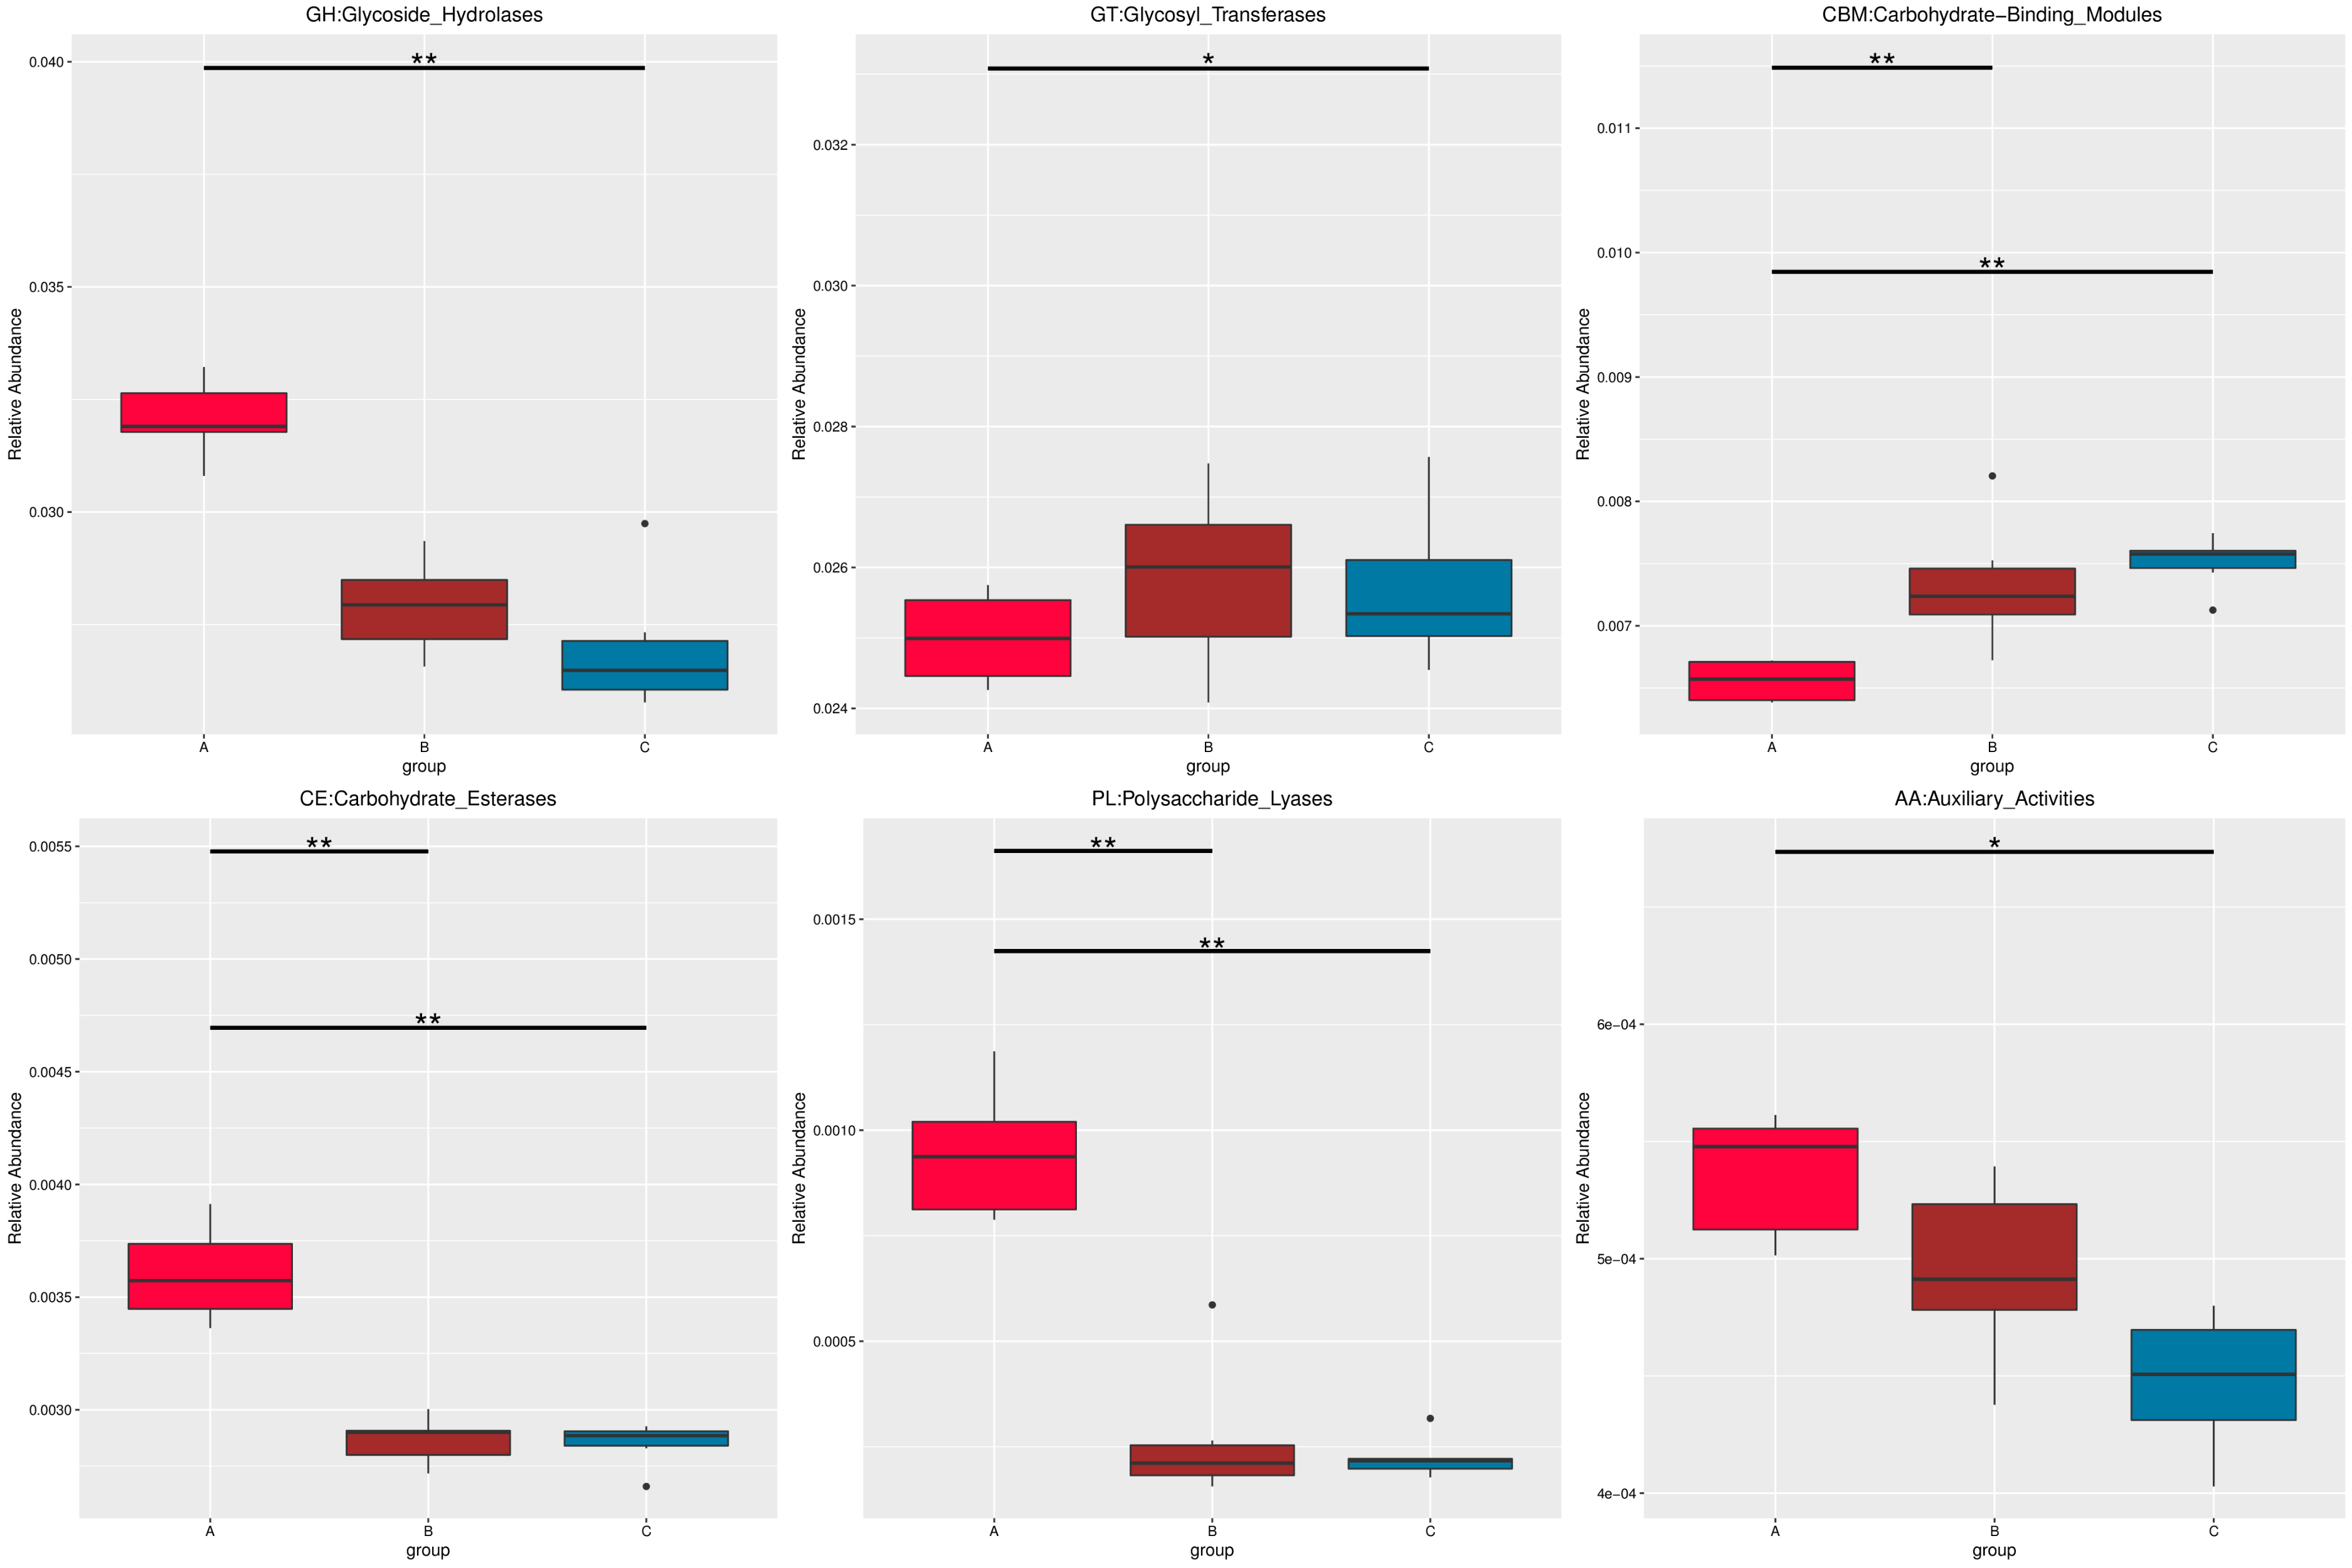 GH:Glycoside_Hydrolases
**
0.040
0.035
0.030
Relative Abundance
A B C
group
GT:Glycosyl_Transferases
*
0.032
0.030
0.028
0.026
0.024
Relative Abundance
A B C
group
CBM:Carbohydrate−Binding_Modules
**
0.011
0.010
**
0.009
0.008
0.007
Relative Abundance
A B C
group
CE:Carbohydrate_Esterases
**
0.0055
0.0050
**
0.0045
0.0040
0.0035
0.0030
Relative Abundance
A B C
group
PL:Polysaccharide_Lyases
**
0.0015
**
0.0010
0.0005
Relative Abundance
A B C
group
AA:Auxiliary_Activities
*
6e−04
5e−04
4e−04
Relative Abundance
A B C
group